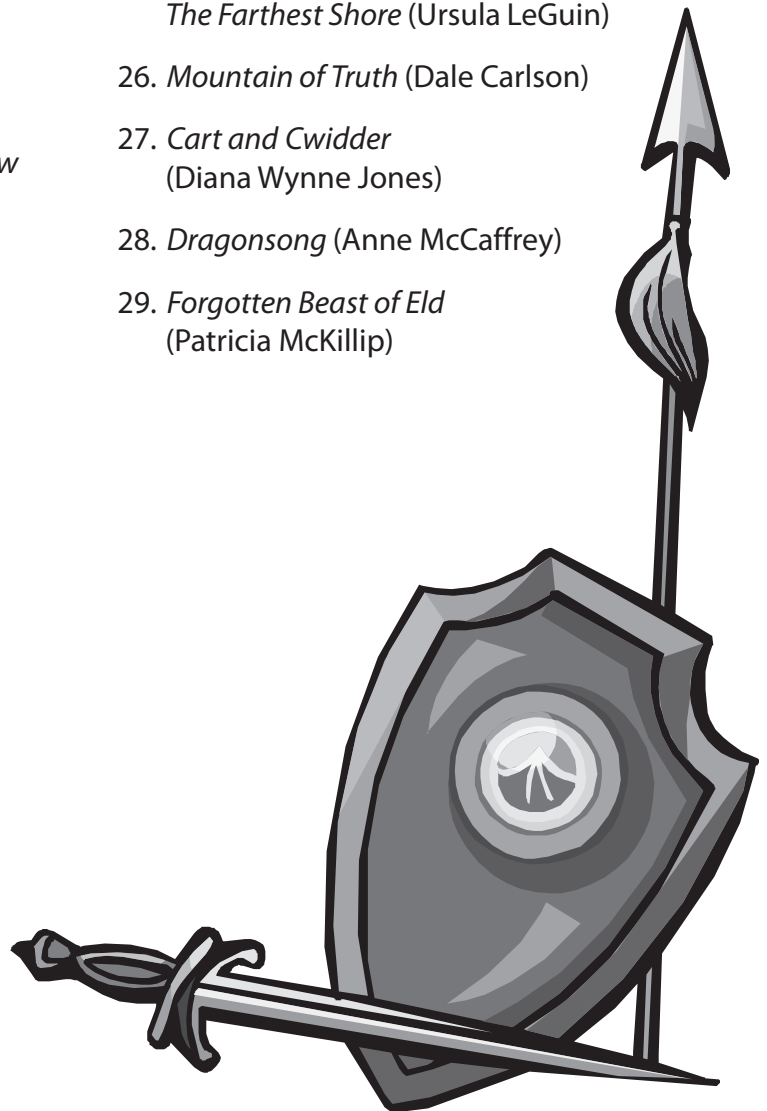 The Farthest Shore (Ursula LeGuin)
26. Mountain of Truth (Dale Carlson)
27. Cart and Cwidder
(Diana Wynne Jones)
28. Dragonsong (Anne McCaffrey)
29. Forgotten Beast of Eld
(Patricia McKillip)